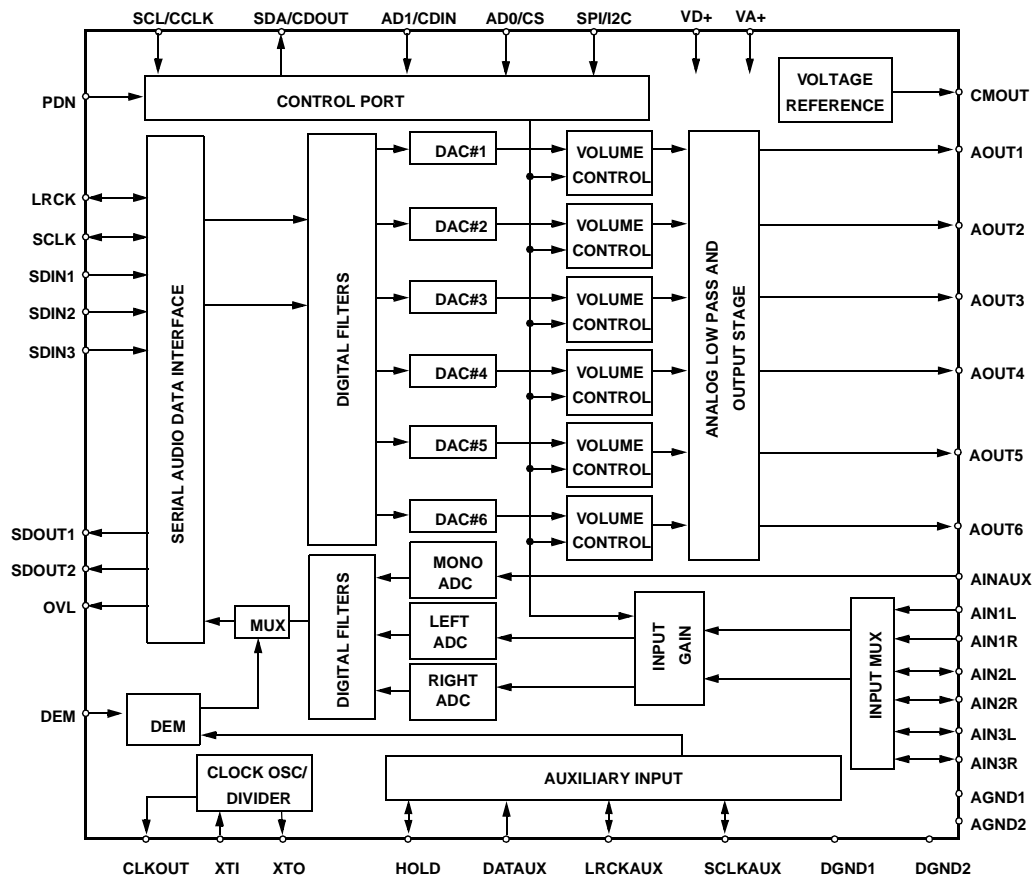 SCL/CCLK SDA/CDOUT AD1/CDIN AD0/CS SPI/I2C VD+ VA+
PDN
CONTROL PORT
VOLTAGE
REFERENCE
CMOUT
LRCK
SCLK
SDIN1
SDIN2
SDIN3
SDOUT1
SDOUT2
OVL
SERIAL AUDIO DATA INTERFACE
DIGITAL FILTERS
DAC#1
VOLUME
CONTROL
DAC#2
VOLUME
CONTROL
DAC#3
VOLUME
CONTROL
DAC#4
VOLUME
CONTROL
DAC#5
VOLUME
CONTROL
DAC#6
VOLUME
CONTROL
ANALOG LOW PASS AND
OUTPUT STAGE
AOUT1
AOUT2
AOUT3
AOUT4
AOUT5
AOUT6
MUX
DIGITAL FILTERS
MONO
ADC
LEFT
ADC
RIGHT
ADC
INPUT
GAIN
INPUT MUX
AINAUX
AIN1L
AIN1R
AIN2L
AIN2R
AIN3L
AIN3R
AGND1
AGND2
DEM
DEM
CLOCK OSC/
DIVIDER
AUXILIARY INPUT
CLKOUT XTI XTO HOLD DATAUX LRCKAUX SCLKAUX DGND1 DGND2